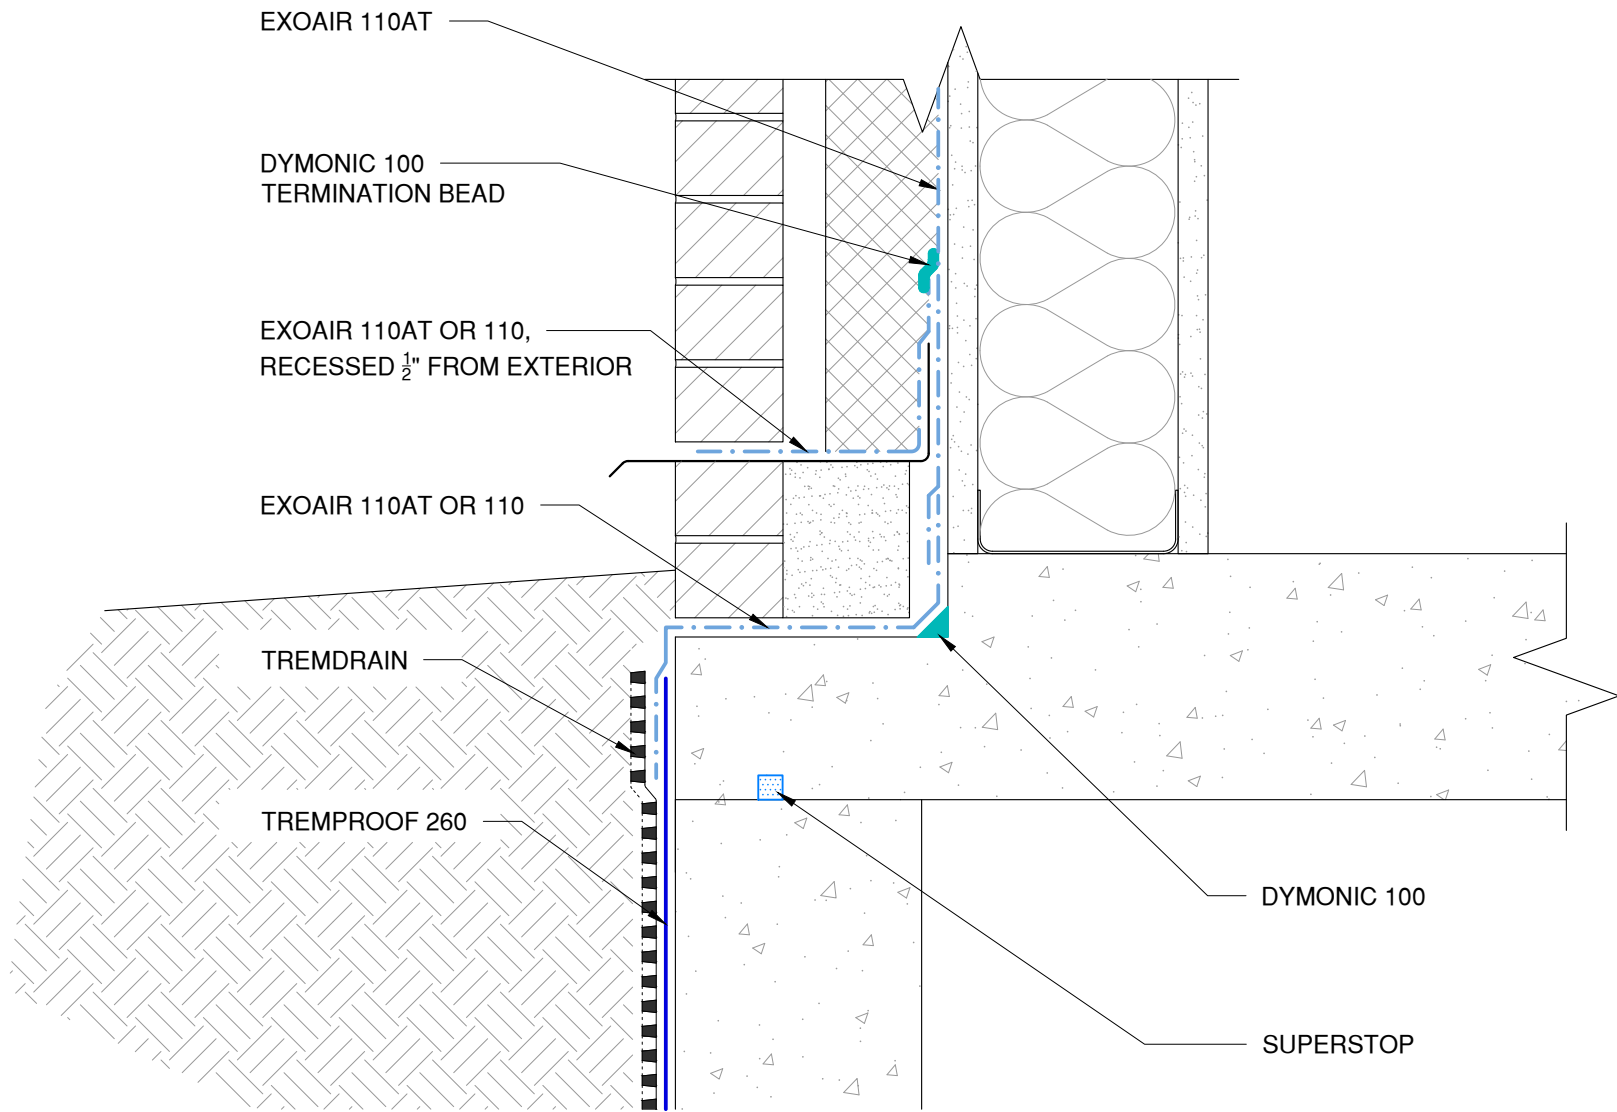 EXOAIR 110AT
DYMONIC 100
TERMINATION BEAD
EXOAIR 110AT OR 110,
RECESSED 1/2" FROM EXTERIOR
EXOAIR 110AT OR 110
TREMDRAIN
TREMPROOF 260
DYMONIC 100
SUPERSTOP